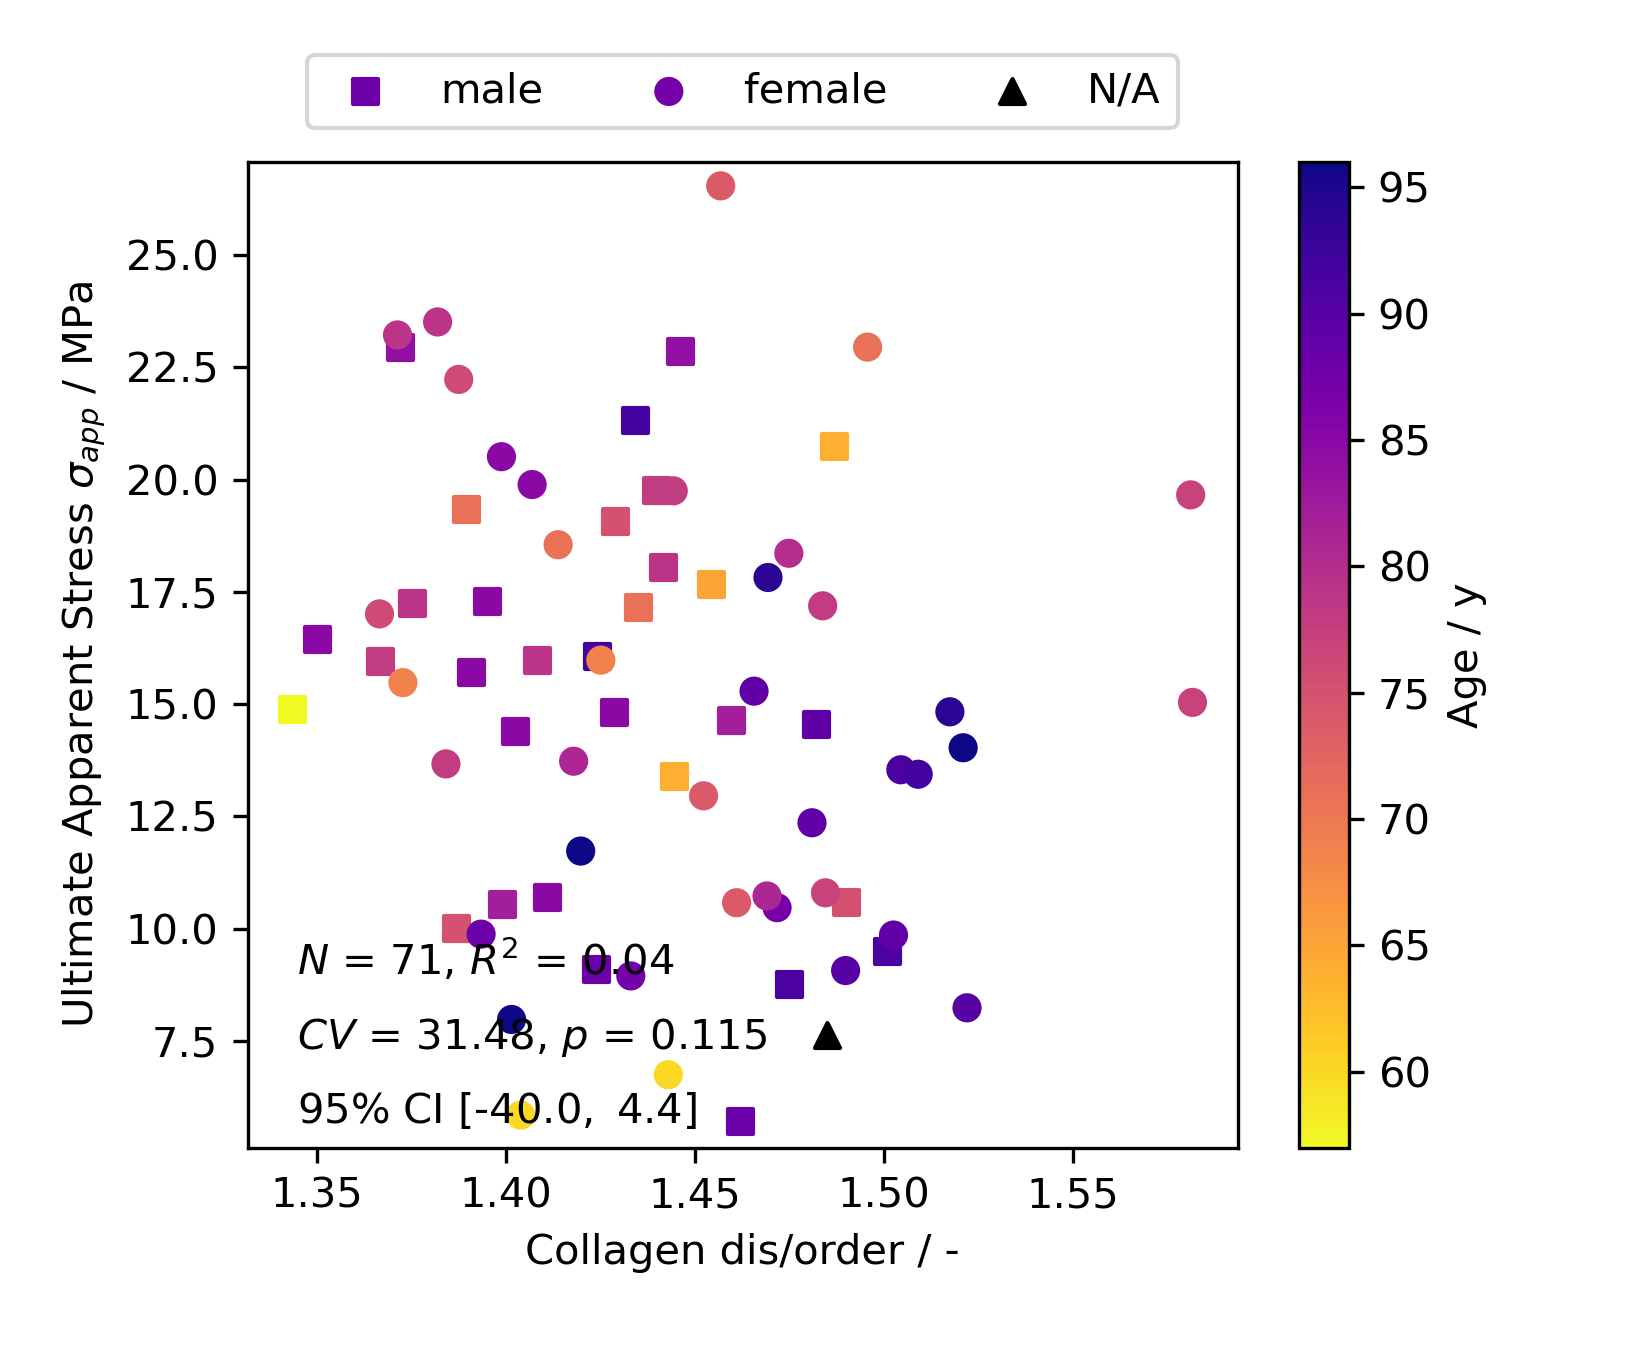 male female N/A
25.0
22.5
20.0
17.5
15.0
12.5
10.0
7.5
Ultimate Apparent Stress σapp / MPa
N = 71, R² = 0.04
CV = 31.48, p = 0.115
95% CI [-40.0, 4.4]
1.35 1.40 1.45 1.50 1.55
Collagen dis/order / -
95
90
85
80
75
70
65
60
Age / y